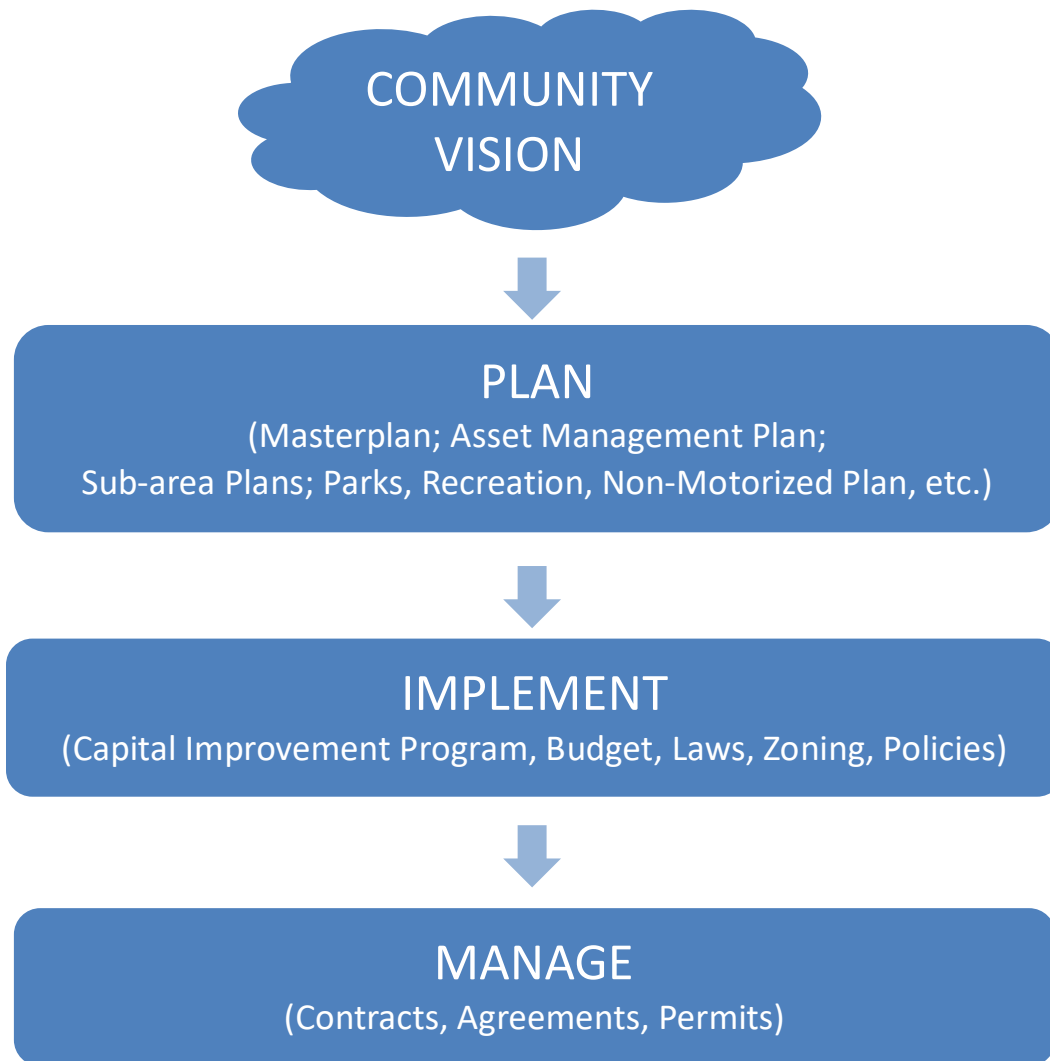 COMMUNITY
VISION
PLAN
(Masterplan; Asset Management Plan;
Sub-area Plans; Parks, Recreation, Non-Motorized Plan, etc.)
IMPLEMENT
(Capital Improvement Program, Budget, Laws, Zoning, Policies)
MANAGE
(Contracts, Agreements, Permits)